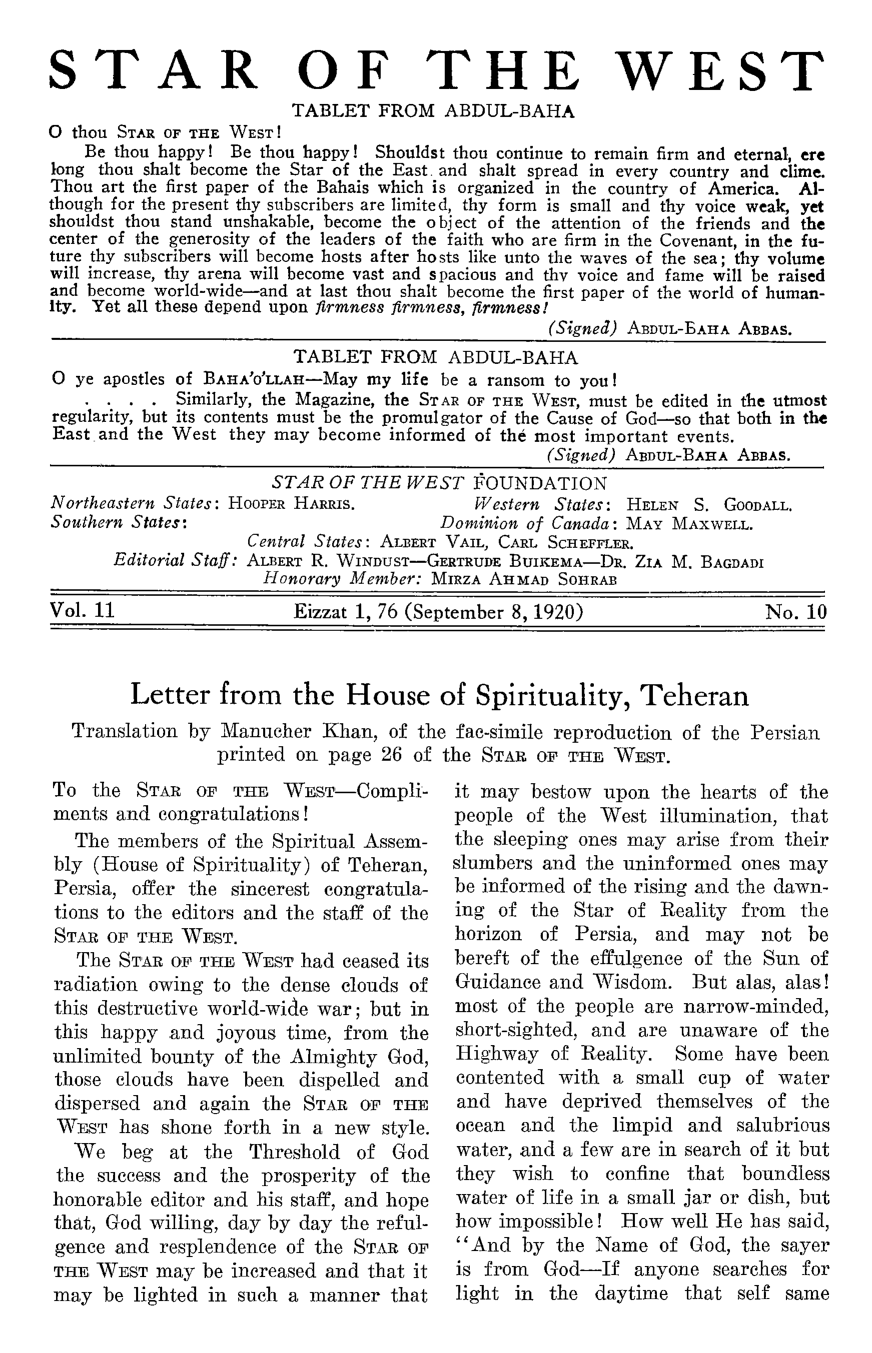 STAR OF THE WEST
TABLET FROM ABDUL-BAHA
O thou STAR OF THE WEST!
Be thou happy! Be thou happy! Shouldst thou continue to remain firm and eternal, ere
long thou shalt become the Star of the East and shalt spread in every country and clime.
Thou art the first paper of the Bahais which is organized in the country of America. Al-
though for the present thy subscribers are limited, thy form is small and thy voice weak, yet
shouldst thou stand unshakable, become the object of the attention of the friends and the
center of the generosity of the leaders of the faith who are firm in the Covenant, in the fu-
ture thy subscribers will become hosts after hosts like unto the waves of the sea; thy volume
will increase, thy arena will become vast and spacious and thy voice and fame will be raised
and become world-wide—and at last thou shalt become the first paper of the world of human-
ity. Yet all these depend upon firmness firmness, firmness!
(Signed) ABDUL-BAHA ABBAS.
TABLET FROM ABDUL-BAHA
O ye apostles of BAHA'O'LLAH—May my life be a ransom to you!
. . . . Similarly, the Magazine, the STAR OF THE WEST, must be edited in the utmost
regularity, but its contents must be the promulgator of the Cause of God—so that both in the
East and the West they may become informed of the most important events.
(Signed) ABDUL-BAHA ABBAS.
STAR OF THE WEST FOUNDATION
Northeastern States: HOOPER HARRIS. Western States: HELEN S. GOODALL.
Southern States: Dominion of Canada: MAY MAXWELL.
Central States: ALBERT VAIL, CARL SCHEFFLER.
Editorial Staff: ALBERT R. WINDUST—GERTRUDE BUIKEMA—DR. ZIA M. BAGDADI
Honorary Member: MIRZA AHMAD SOHRAB
Vol. 11 Eizzat 1, 76 (September 8, 1920) No. 10
Letter from the House of Spirituality, Teheran
Translation by Manucher Khan, of the fac-simile reproduction of the Persian
printed on page 26 of the STAR OF THE WEST.
To the STAR OF THE WEST—Compli-
ments and congratulations!
The members of the Spiritual Assem-
bly (House of Spirituality) of Teheran,
Persia, offer the sincerest congratula-
tions to the editors and the staff of the
STAR OF THE WEST.
The STAR OF THE WEST had ceased its
radiation owing to the dense clouds of
this destructive world-wide war; but in
this happy and joyous time, from the
unlimited bounty of the Almighty God,
those clouds have been dispelled and
dispersed and again the STAR OF THE
WEST has shone forth in a new style.
We beg at the Threshold of God
the success and the prosperity of the
honorable editor and his staff, and hope
that, God willing, day by day the reful-
gence and resplendence of the STAR OF
THE WEST may be increased and that it
may be lighted in such a manner that
it may bestow upon the hearts of the
people of the West illumination, that
the sleeping ones may arise from their
slumbers and the uninformed ones may
be informed of the rising and the dawn-
ing of the Star of Reality from the
horizon of Persia, and may not be
bereft of the effulgence of the Sun of
Guidance and Wisdom. But alas, alas!
most of the people are narrow-minded,
short-sighted, and are unaware of the
Highway of Reality. Some have been
contented with a small cup of water
and have deprived themselves of the
ocean and the limpid and salubrious
water, and a few are in search of it but
they wish to confine that boundless
water of life in a small jar or dish, but
how impossible! How well He has said,
"And by the Name of God, the sayer
is from God—If anyone searches for
light in the daytime that self same